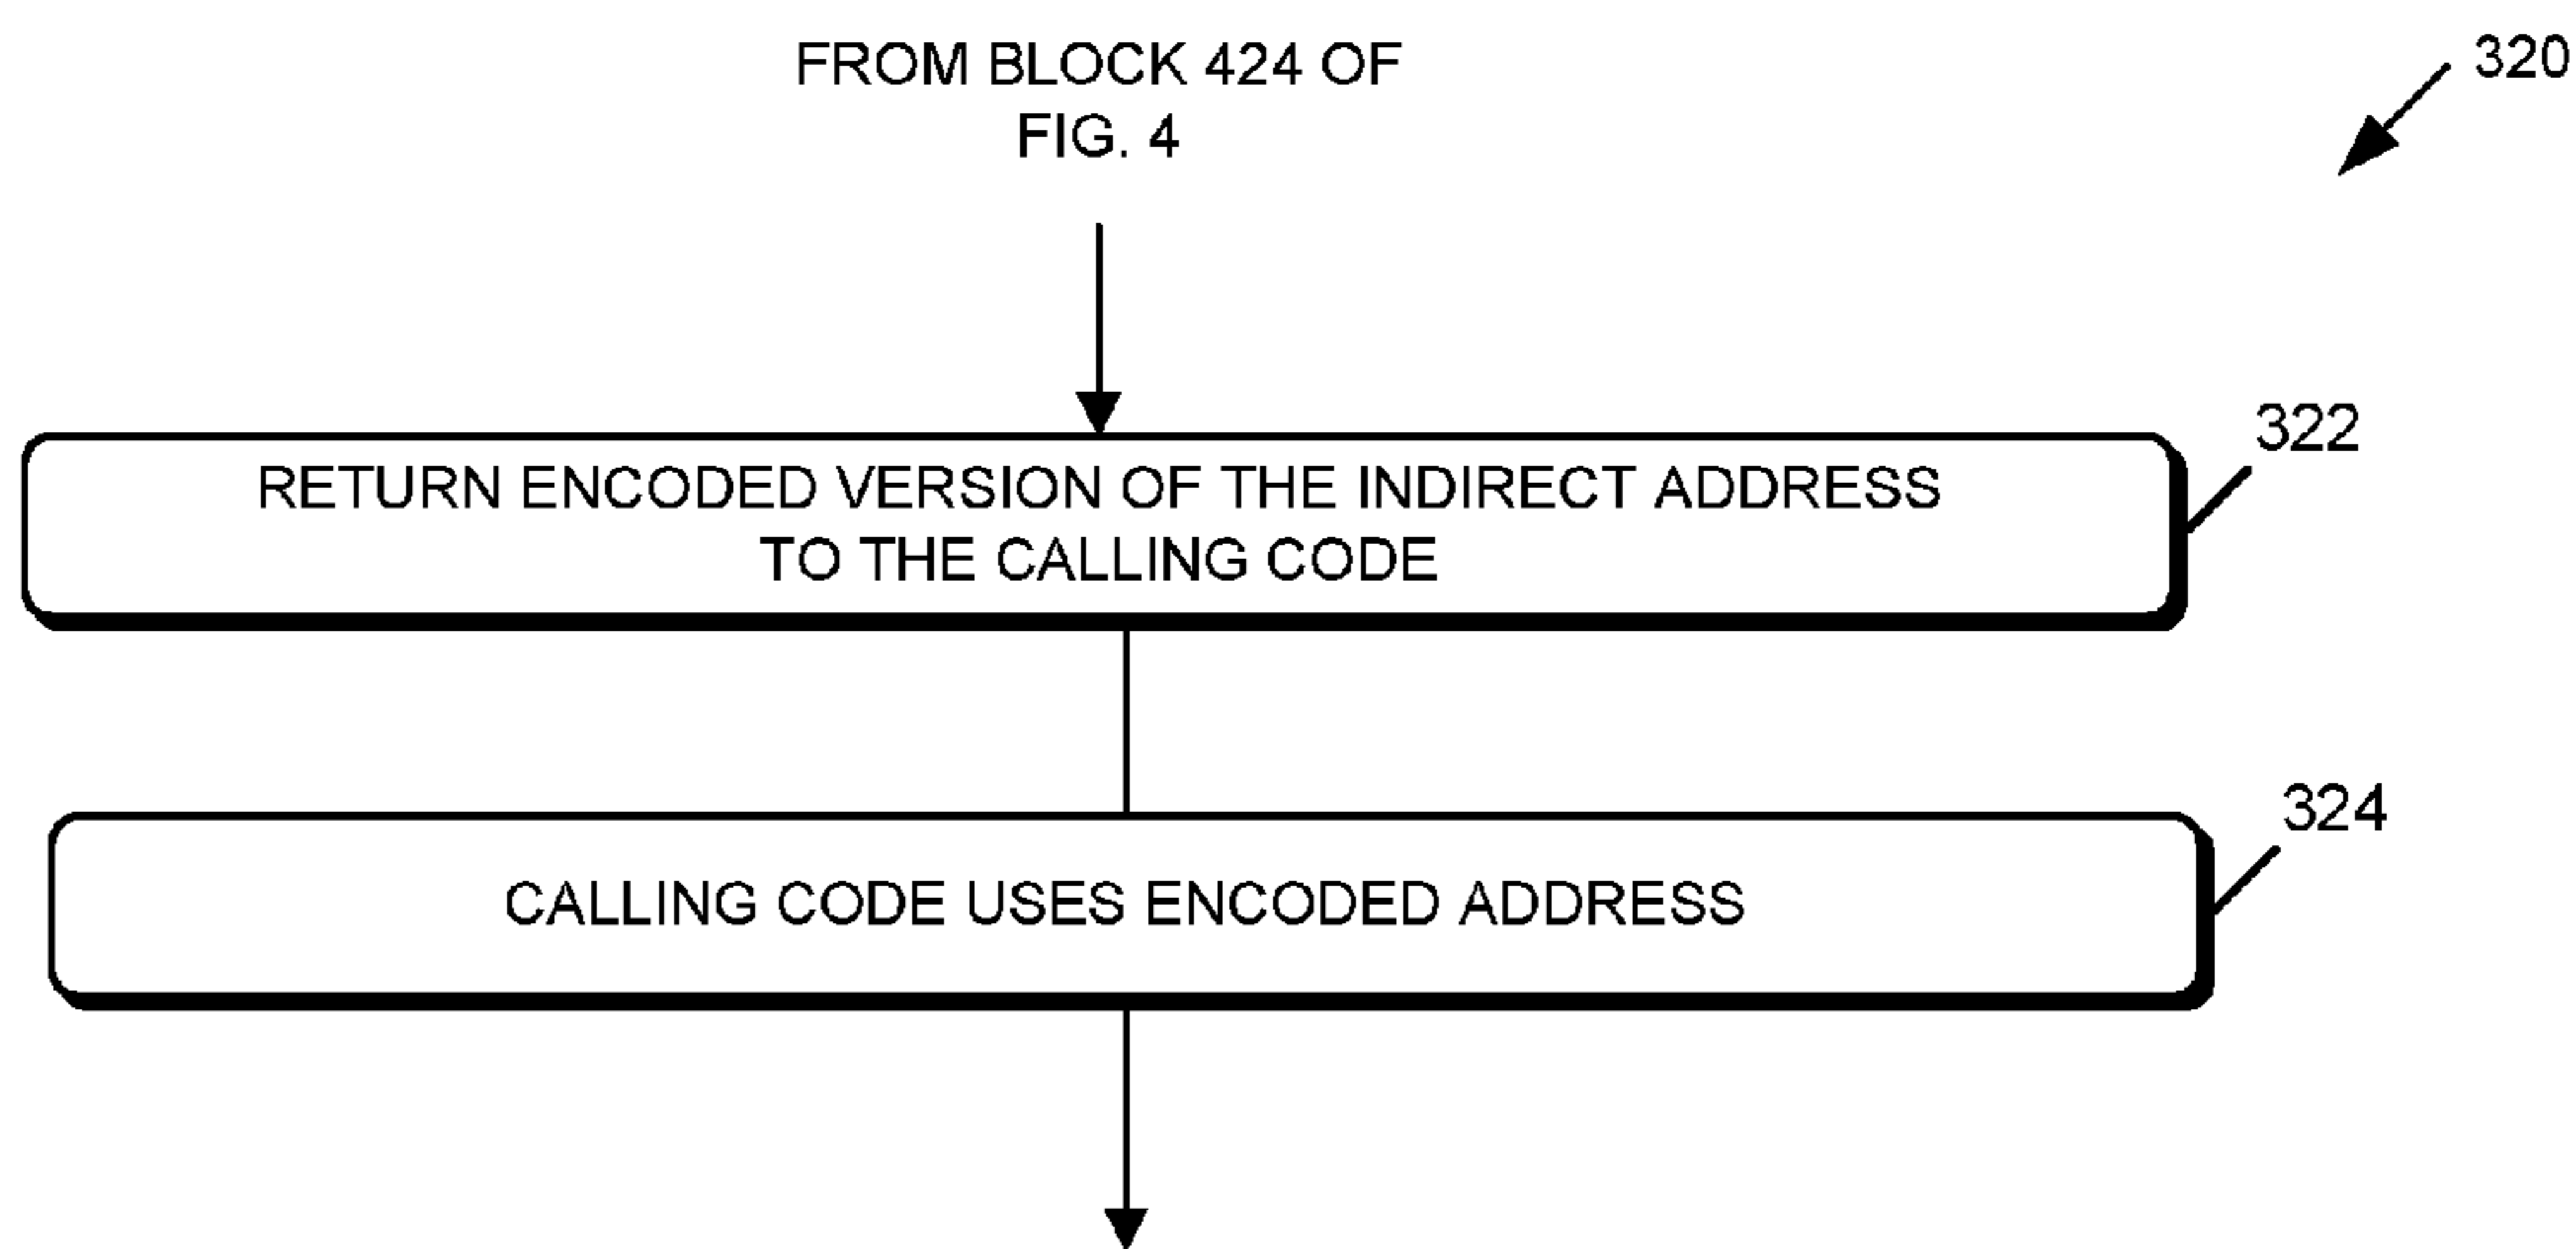 FROM BLOCK 424 OF
FIG. 4
320
322
RETURN ENCODED VERSION OF THE INDIRECT ADDRESS
TO THE CALLING CODE
324
CALLING CODE USES ENCODED ADDRESS